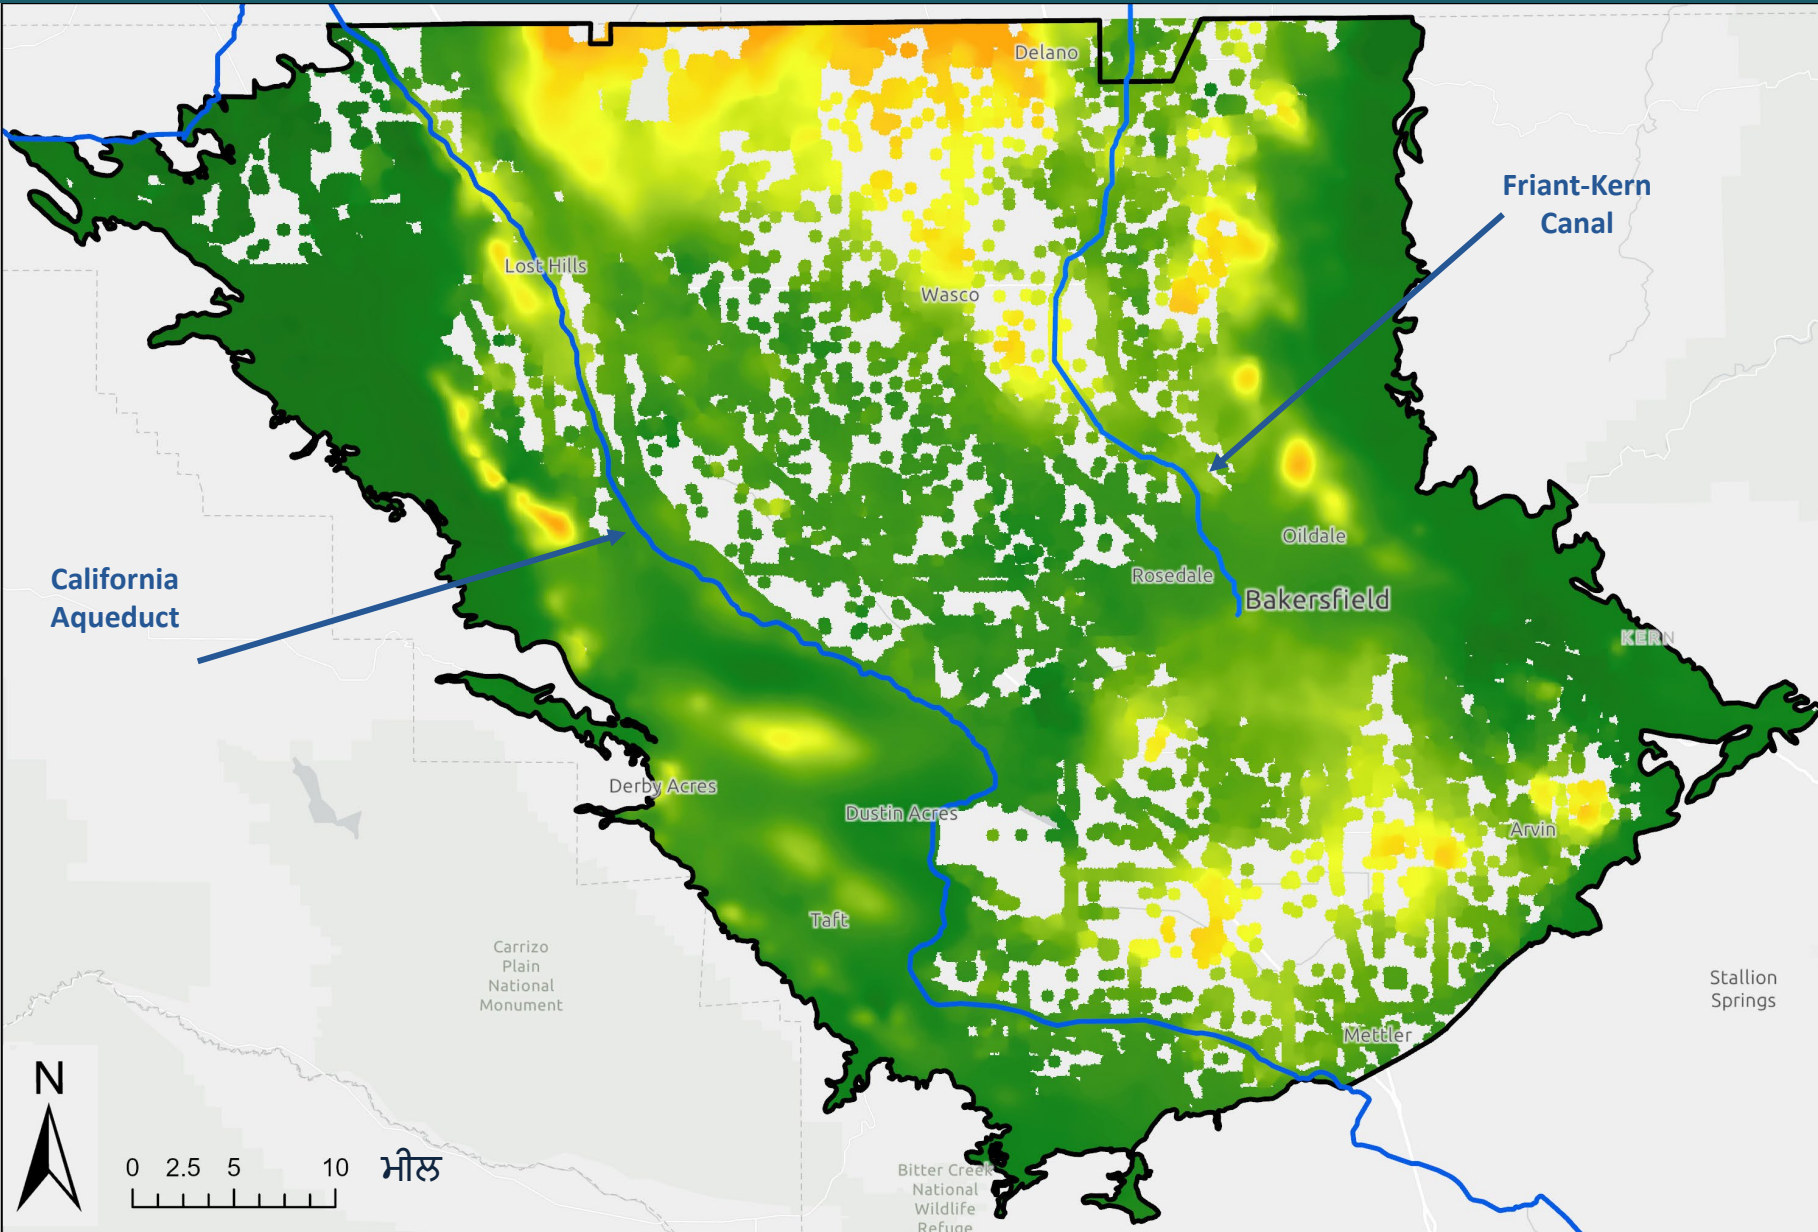 Delano
Friant-Kern
Canal
Lost Hills
Wasco
Oildale
Rosedale
Bakersfield
California
Aqueduct
KERN
Derby Acres
Dustin Acres
Arvin
Taft
Carrizo
Plain
National
Monument
Stallion
Springs
Mettler
N
0 2.5 5 10 ਮੀਲ
Bitter Creek
National
Wildlife
Refuge